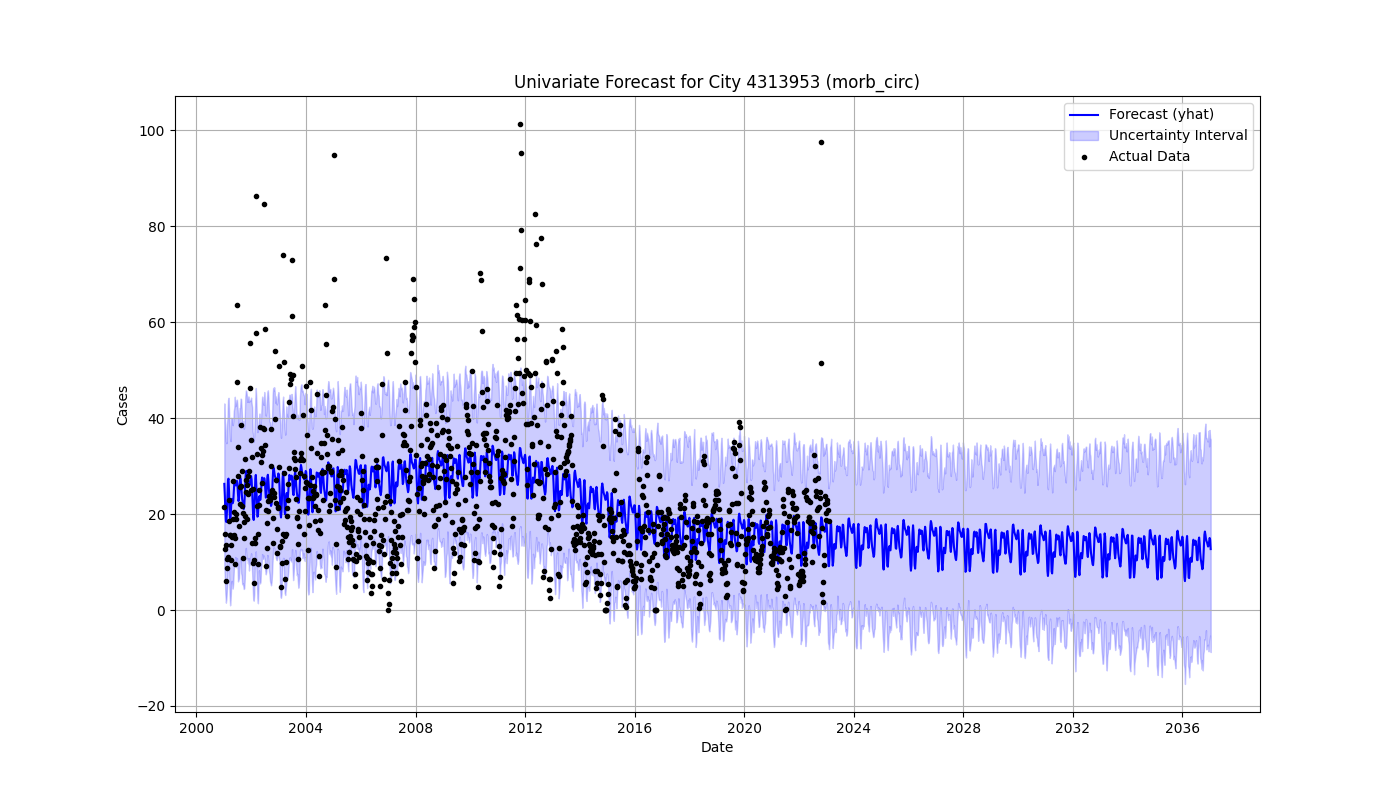 Univariate Forecast for City 4313953 (morb_circ)
Forecast (yhat)
Uncertainty Interval
Actual Data
Cases
100
80
60
40
20
0
−20
2000 2004 2008 2012 2016 2020 2024 2028 2032 2036
Date